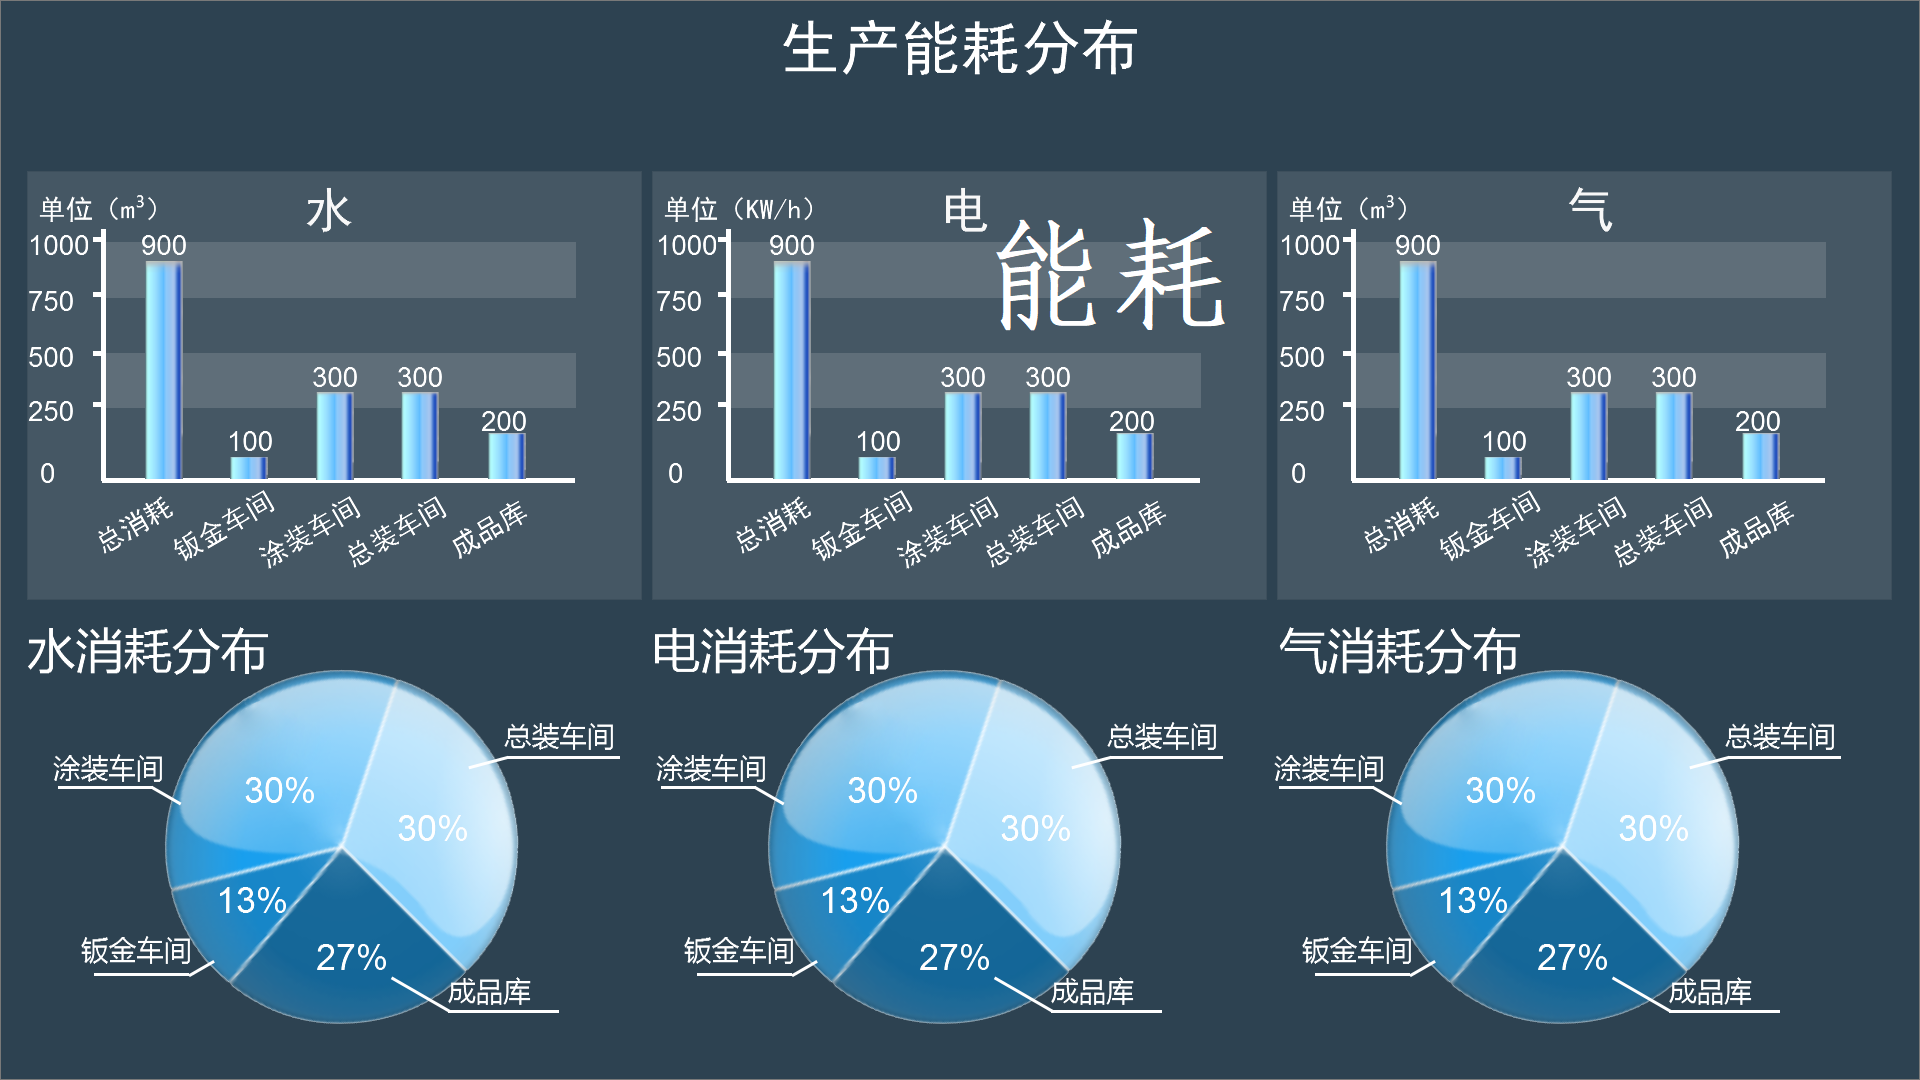 生产能耗分布
单位（m³）
水
1000
750
500
250
0
900
100
300
300
200
总消耗
钣金车间
涂装车间
总装车间
成品库
单位（KW/h）
电
能耗
1000
750
500
250
0
900
100
300
300
200
总消耗
钣金车间
涂装车间
总装车间
成品库
单位（m³）
气
1000
750
500
250
0
900
100
300
300
200
总消耗
钣金车间
涂装车间
总装车间
成品库
水消耗分布
总装车间
涂装车间
30%
30%
13%
钣金车间
27%
成品库
电消耗分布
总装车间
涂装车间
30%
30%
13%
钣金车间
27%
成品库
气消耗分布
总装车间
涂装车间
30%
30%
13%
钣金车间
27%
成品库